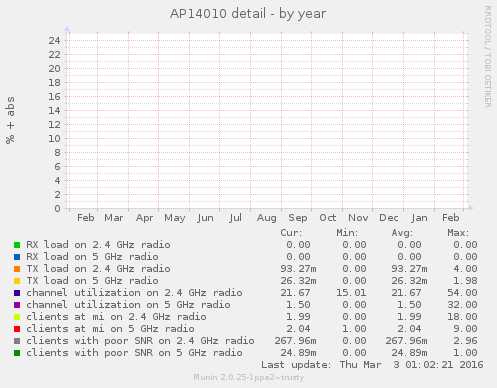 AP14010 detail - by year
RRDTOOL / TOBI OETIKER
% + abs
24
22
20
18
16
14
12
10
8
6
4
2
0
Feb Mar Apr May Jun Jul Aug Sep Oct Nov Dec Jan Feb
Cur: Min: Avg: Max:
RX load on 2.4 GHz radio 0.00 0.00 0.00 0.00
RX load on 5 GHz radio 0.00 0.00 0.00 0.00
TX load on 2.4 GHz radio 93.27m 0.00 93.27m 4.00
TX load on 5 GHz radio 26.32m 0.00 26.32m 1.98
channel utilization on 2.4 GHz radio 21.67 15.01 21.67 54.00
channel utilization on 5 GHz radio 1.50 0.00 1.50 32.00
clients at mi on 2.4 GHz radio 1.99 0.00 1.99 18.00
clients at mi on 5 GHz radio 2.04 1.00 2.04 9.00
clients with poor SNR on 2.4 GHz radio 267.96m 0.00 267.96m 2.96
clients with poor SNR on 5 GHz radio 24.89m 0.00 24.89m 1.00
Last update: Thu Mar 3 01:02:21 2016
Munin 2.0.25-1ppa2~trusty